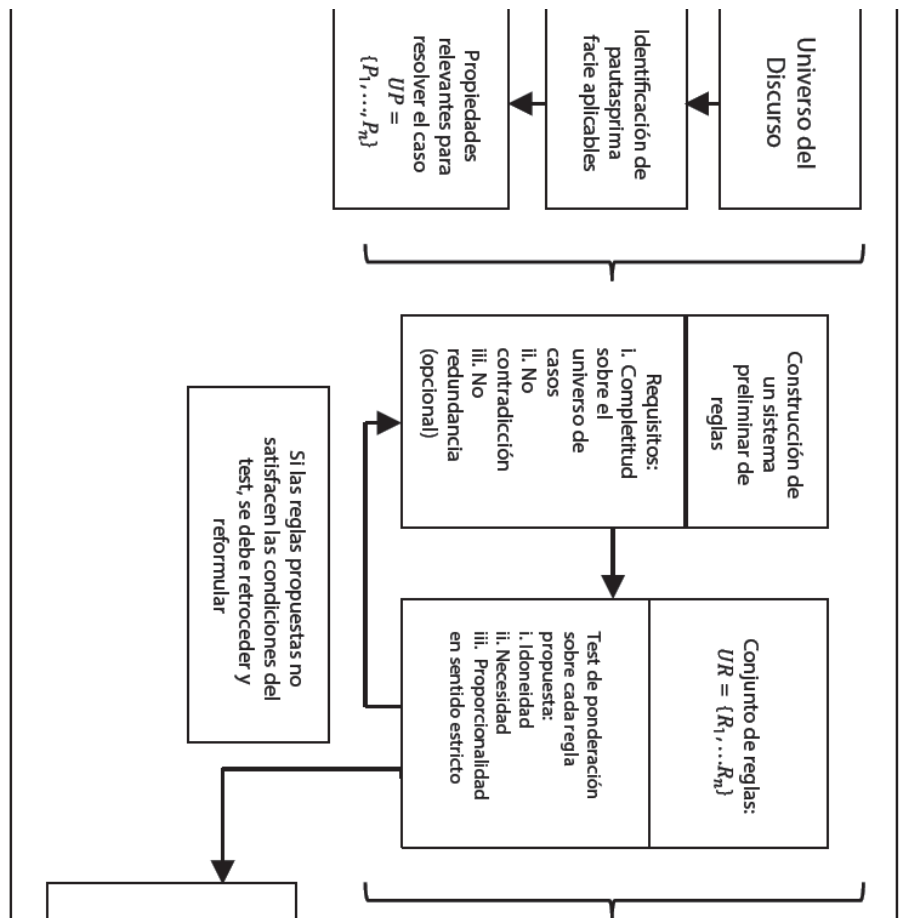 Universo del
Discurso
Identificación de
pautasprima
facie aplicables
Propiedades
relevantes para
resolver el caso
UP =
{P₁, …, Pₙ}
Construcción de
un sistema
preliminar de
reglas
Requisitos:
i. Completitud
sobre el
universo de
casos
ii. No
contradicción
iii. No
redundancia
(opcional)
Conjunto de reglas:
UR = {R₁, …Rₙ}
Test de ponderación
sobre cada regla
propuesta:
i. Idoneidad
ii. Necesidad
iii. Proporcionalidad
en sentido estricto
Si las reglas propuestas no
satisfacen las condiciones del
test, se debe retroceder y
reformular